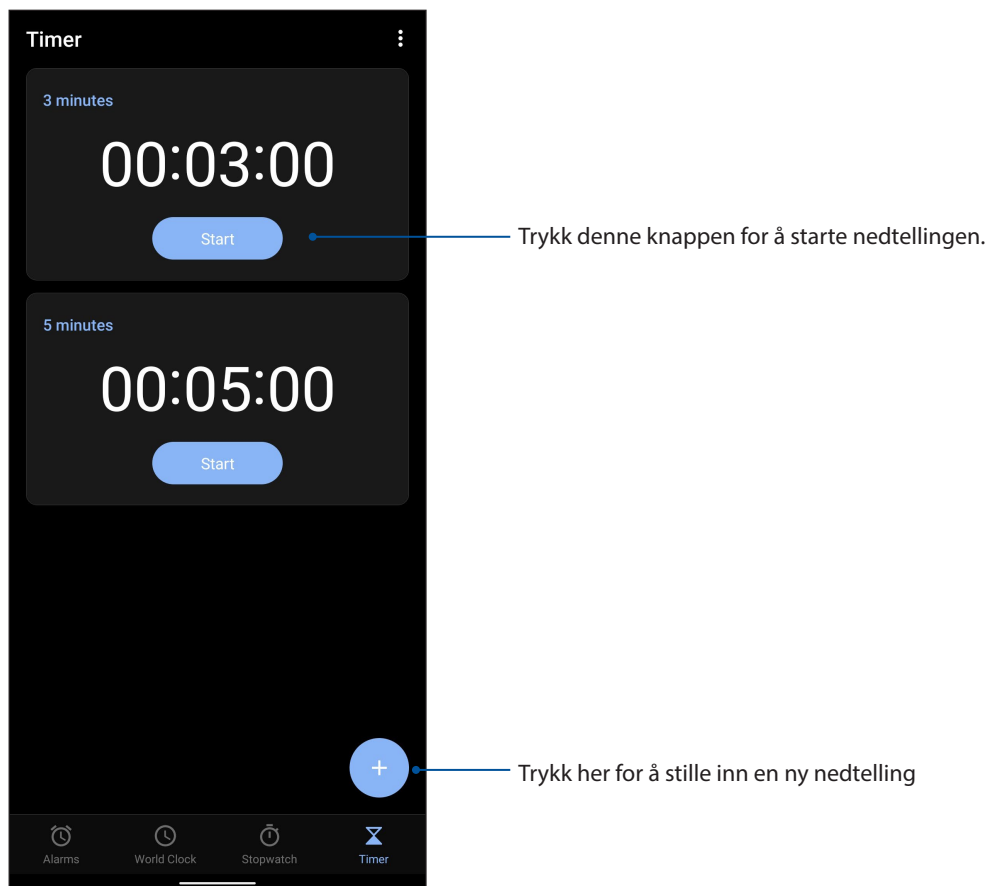 Timer
3 minutes
00:03:00
Start
Trykk denne knappen for å starte nedtellingen.
5 minutes
00:05:00
Start
+
Trykk her for å stille inn en ny nedtelling
Alarms
World Clock
Stopwatch
Timer